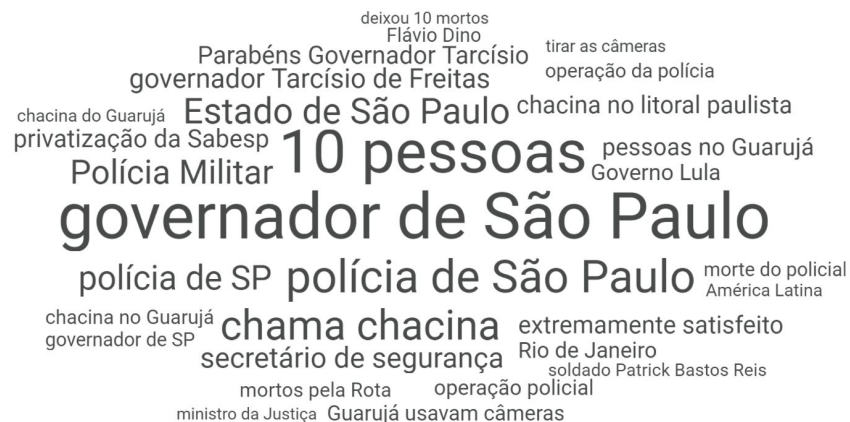 deixou 10 mortos
Flávio Dino
Parabéns Governador Tarcísio
tirar as câmeras
governador Tarcísio de Freitas
operação da polícia
chacina do Guarujá
Estado de São Paulo
chacina no litoral paulista
privatização da Sabesp
10 pessoas
pessoas no Guarujá
Polícia Militar
Governo Lula
governador de São Paulo
polícia de SP
polícia de São Paulo
morte do policial
América Latina
chacina no Guarujá
chama chacina
extremamente satisfeito
governador de SP
secretário de segurança
Rio de Janeiro
soldado Patrick Bastos Reis
mortos pela Rota
operação policial
ministro da Justiça
Guarujá usavam câmeras